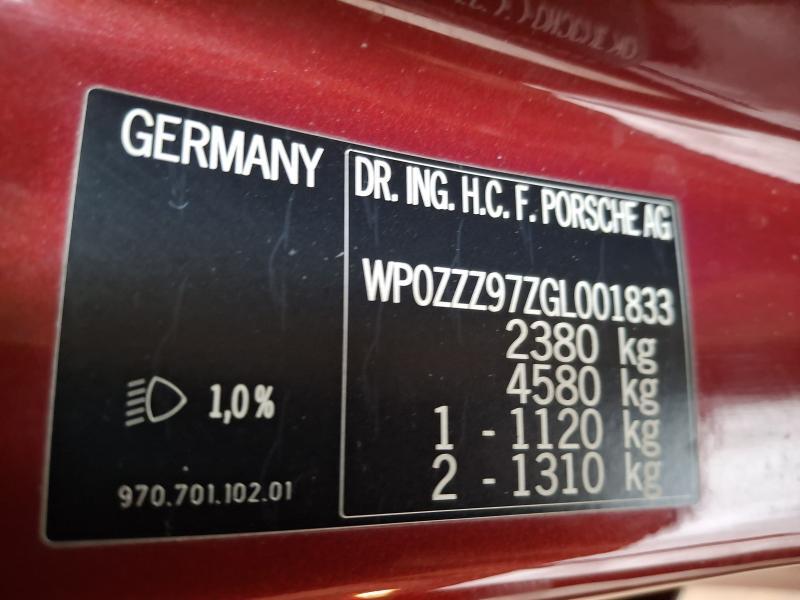 GERMANY
DR. ING. H.C. F. PORSCHE AG
WP0ZZZ97ZGL001833
2380 kg
4580 kg
1 - 1120 kg
2 - 1310 kg
1,0%
970.701.102.01